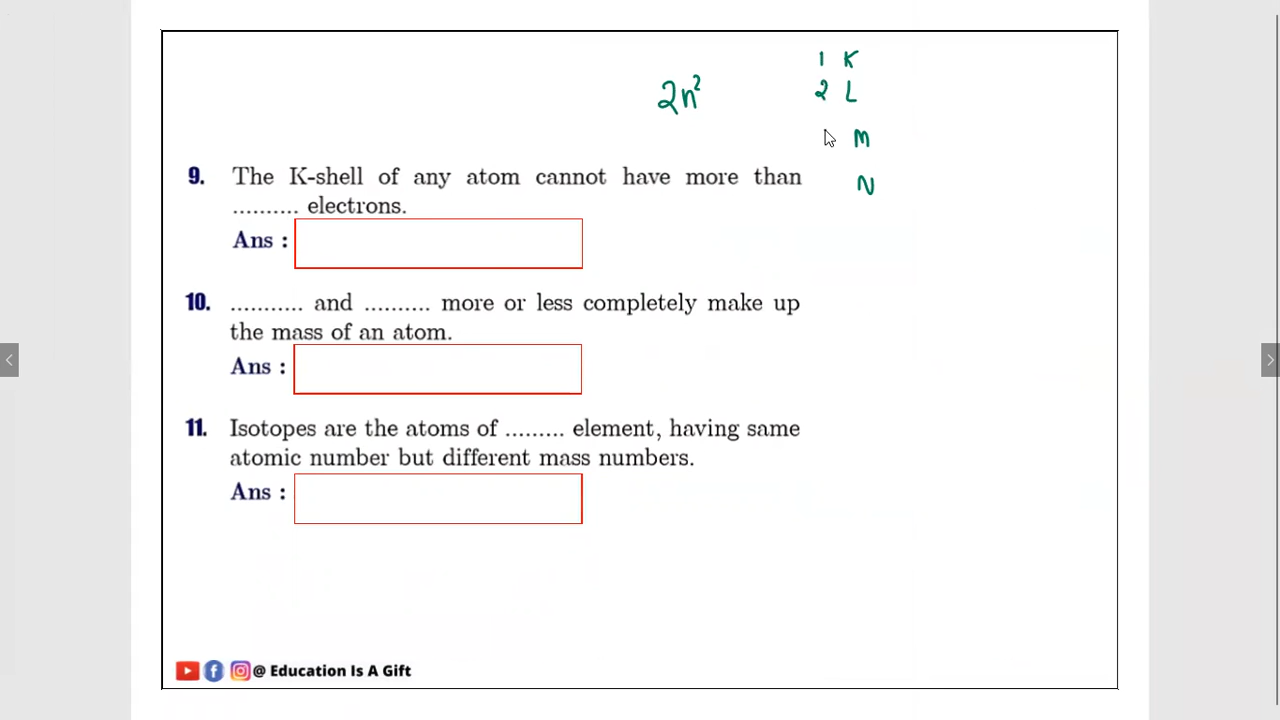 2n²
1 K
2 L
M
N
9. The K-shell of any atom cannot have more than
.......... electrons.
Ans :
10. ........... and .......... more or less completely make up
the mass of an atom.
Ans :
11. Isotopes are the atoms of ......... element, having same
atomic number but different mass numbers.
Ans :
@ Education Is A Gift